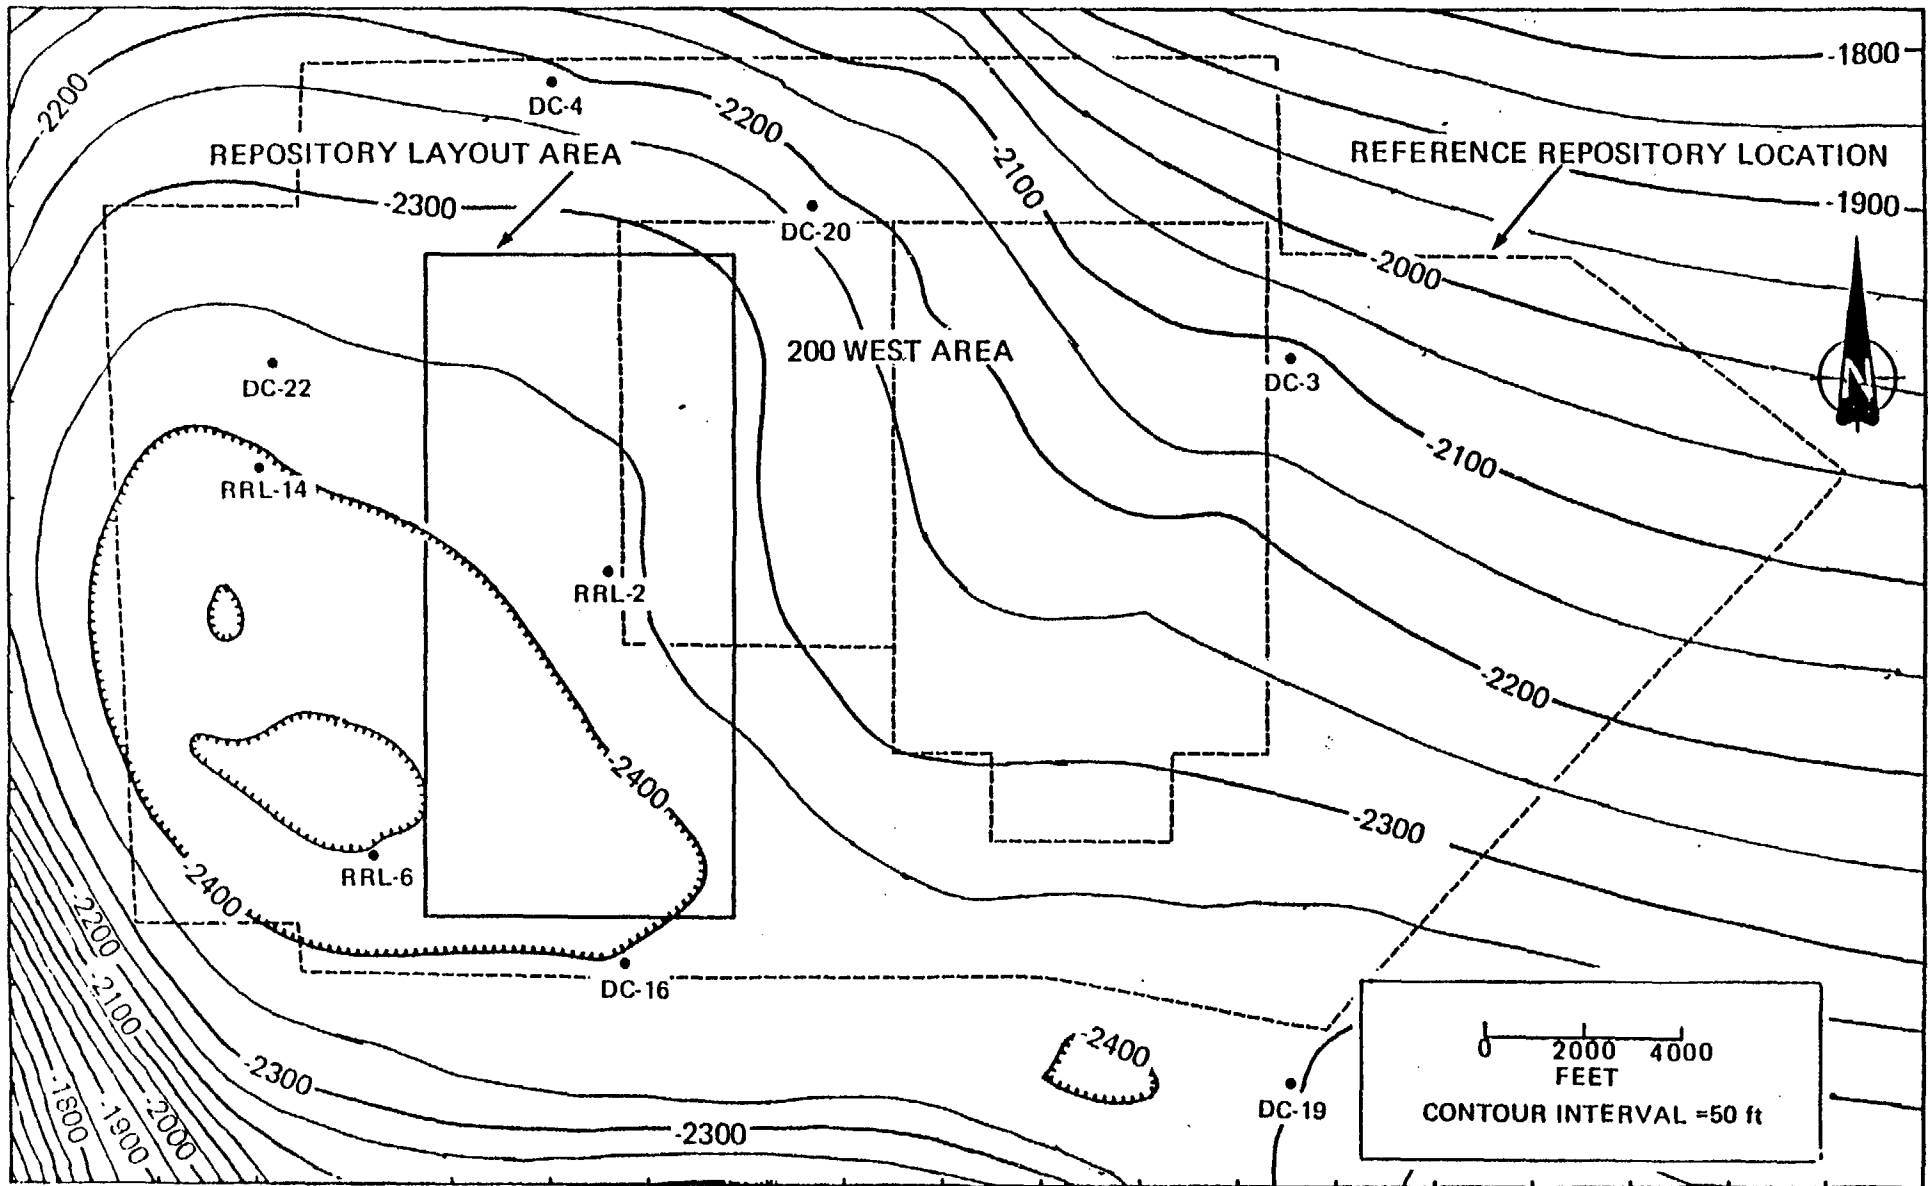 -1800
-2200
DC-4
-2200
REPOSITORY LAYOUT AREA
REFERENCE REPOSITORY LOCATION
-2100
-1900
-2300
DC-20
-2000
N
200 WEST AREA
DC-22
DC-3
-2100
RRL-14
RRL-2
-2200
-2400
-2300
RRL-6
-2400
-2200
DC-16
-2100
-2400
0 2000 4000
FEET
-2300
DC-19
CONTOUR INTERVAL =50 ft
-1800
-1900
-2000
-2300